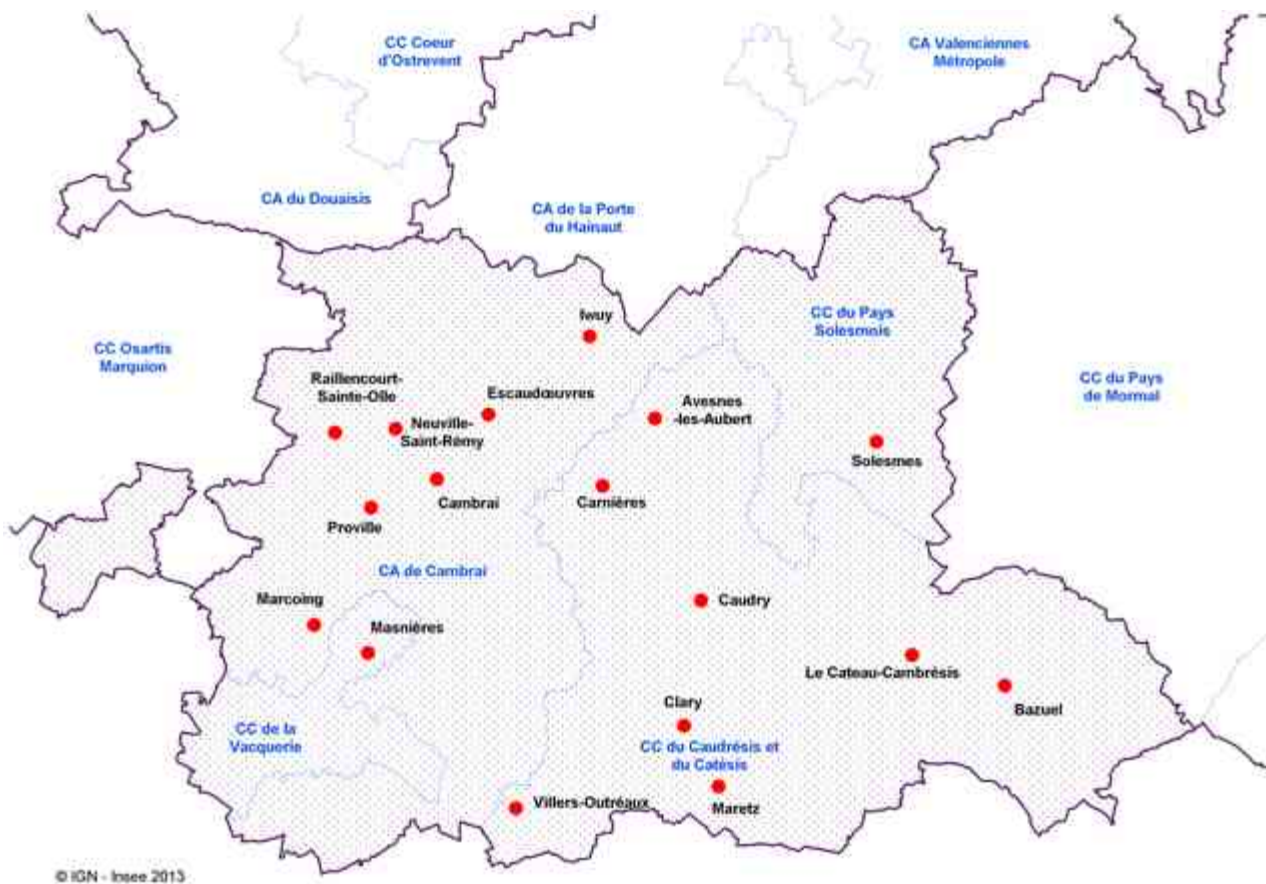 CC Coeur
d'Ostrevent
CA Valenciennes
Métropole
CA du Douaisis
CA de la Porte
du Hainaut
CC du Pays
Solesmois
Iwuy
CC Osartis
Marquion
CC du Pays
de Mormal
Raillencourt-
Sainte-Olle
Escaudœuvres
Neuville-
Saint-Rémy
Avesnes
-les-Aubert
Solesmes
Cambrai
Carnières
Proville
CA de Cambrai
Marcoing
Masnières
Caudry
Le Cateau-Cambrésis
Bazuel
Clary
CC de la
Vacquerie
CC du Caudrésis et
du Catésis
Villers-Outréaux
Maretz
© IGN - Insee 2013